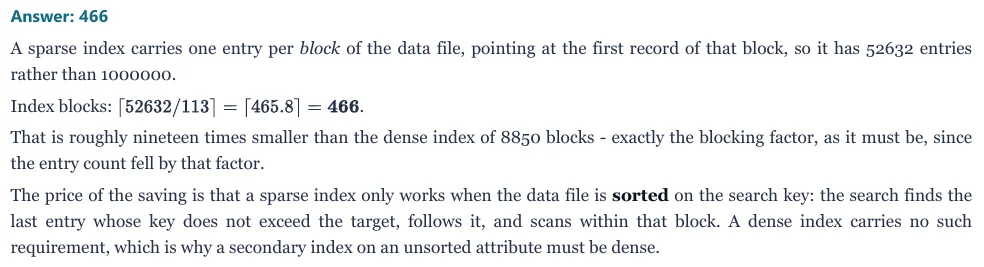 Answer: 466
A sparse index carries one entry per block of the data file, pointing at the first record of that block, so it has 52632 entries
rather than 1000000.
Index blocks: ⌈52632/113⌉ = ⌈465.8⌉ = 466.
That is roughly nineteen times smaller than the dense index of 8850 blocks - exactly the blocking factor, as it must be, since
the entry count fell by that factor.
The price of the saving is that a sparse index only works when the data file is sorted on the search key: the search finds the
last entry whose key does not exceed the target, follows it, and scans within that block. A dense index carries no such
requirement, which is why a secondary index on an unsorted attribute must be dense.